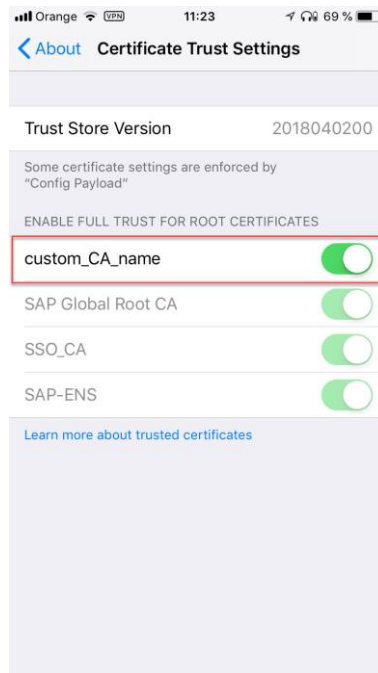 Orange VPN 11:23 69 %
About Certificate Trust Settings
Trust Store Version 2018040200
Some certificate settings are enforced by
"Config Payload"
ENABLE FULL TRUST FOR ROOT CERTIFICATES
custom_CA_name
SAP Global Root CA
SSO_CA
SAP-ENS
Learn more about trusted certificates